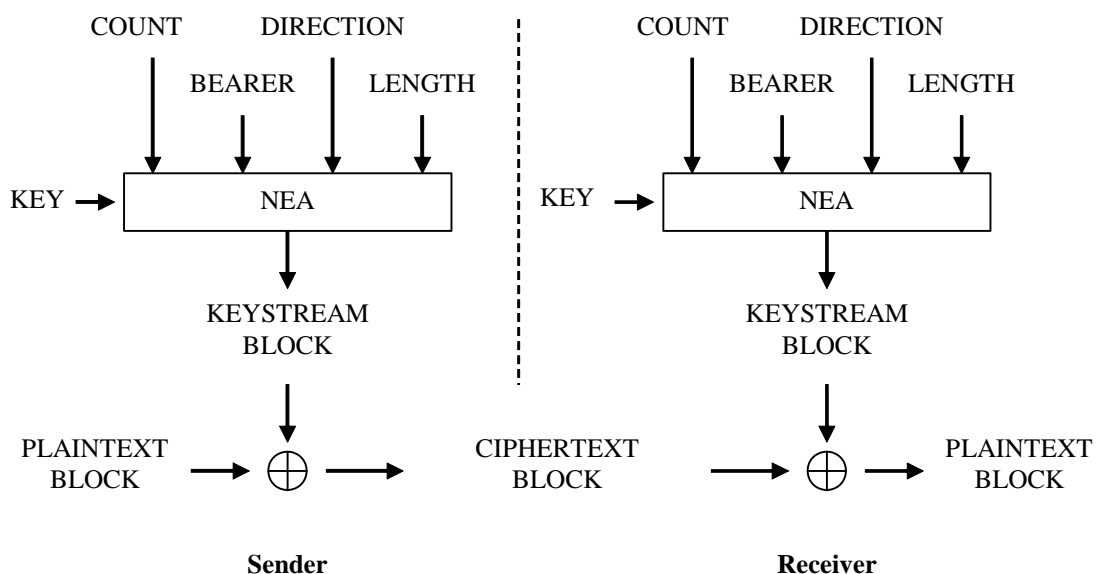 COUNT DIRECTION
BEARER LENGTH
KEY NEA
KEYSTREAM
BLOCK
PLAINTEXT
BLOCK
CIPHERTEXT
BLOCK
Sender
COUNT DIRECTION
BEARER LENGTH
KEY NEA
KEYSTREAM
BLOCK
PLAINTEXT
BLOCK
Receiver